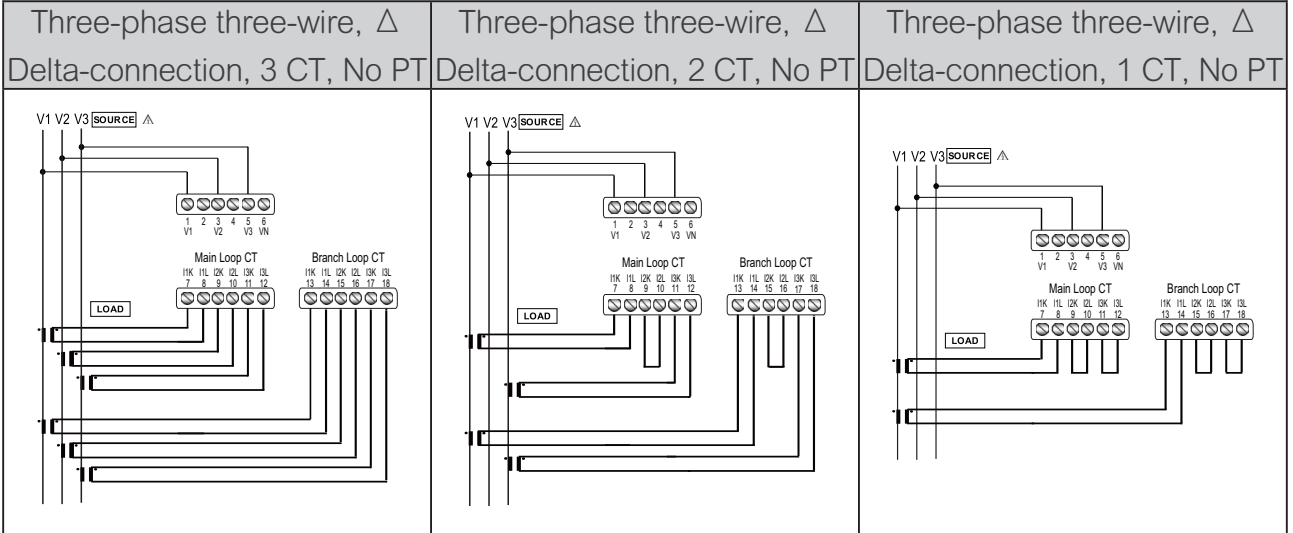 Three-phase three-wire, Δ
Delta-connection, 3 CT, No PT
Three-phase three-wire, Δ
Delta-connection, 2 CT, No PT
Three-phase three-wire, Δ
Delta-connection, 1 CT, No PT
V1 V2 V3 SOURCE
1 2 3 4 5 6
V1 V2 V3 VN
Main Loop CT Branch Loop CT
I1K I1L I2K I2L I3K I3L I1K I1L I2K I2L I3K I3L
7 8 9 10 11 12 13 14 15 16 17 18
LOAD
V1 V2 V3 SOURCE
1 2 3 4 5 6
V1 V2 V3 VN
Main Loop CT Branch Loop CT
I1K I1L I2K I2L I3K I3L I1K I1L I2K I2L I3K I3L
7 8 9 10 11 12 13 14 15 16 17 18
LOAD
V1 V2 V3 SOURCE
1 2 3 4 5 6
V1 V2 V3 VN
Main Loop CT Branch Loop CT
I1K I1L I2K I2L I3K I3L I1K I1L I2K I2L I3K I3L
7 8 9 10 11 12 13 14 15 16 17 18
LOAD